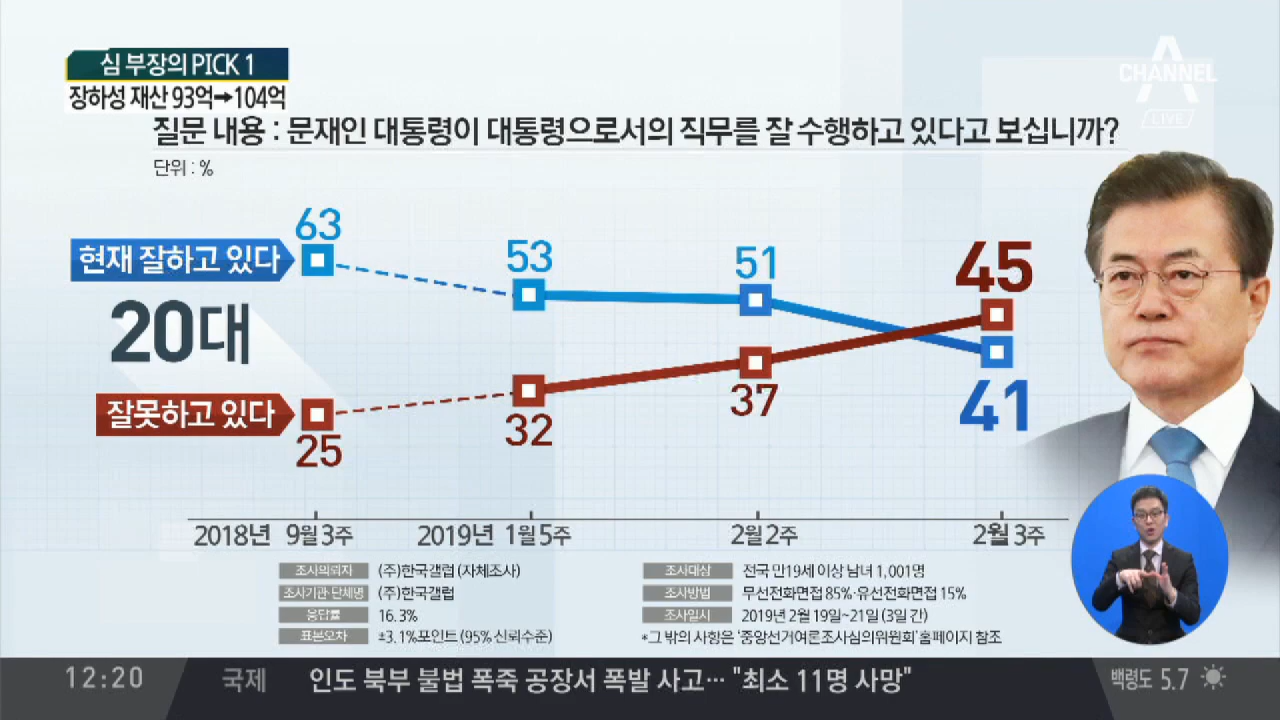 심 부장의 PICK 1
장하성 재산 93억→104억
CHANNEL A
LIVE
질문 내용 : 문재인 대통령이 대통령으로서의 직무를 잘 수행하고 있다고 보십니까?
단위 : %
63
53
51
45
현재 잘하고 있다
20대
잘못하고 있다
25
32
37
41
2018년 9월 3주
2019년 1월 5주
2월 2주
2월 3주
조사의뢰자 (주)한국갤럽 (자체조사)
조사기관·단체명 (주)한국갤럽
응답률 16.3%
표본오차 ±3.1%포인트 (95% 신뢰수준)
조사대상 전국 만19세 이상 남녀 1,001명
조사방법 무선전화면접 85%·유선전화면접 15%
조사일시 2019년 2월 19일~21일 (3일 간)
*그 밖의 사항은 '중앙선거여론조사심의위원회' 홈페이지 참조
12:20
국제
인도 북부 불법 폭죽 공장서 폭발 사고… "최소 11명 사망"
백령도 5.7